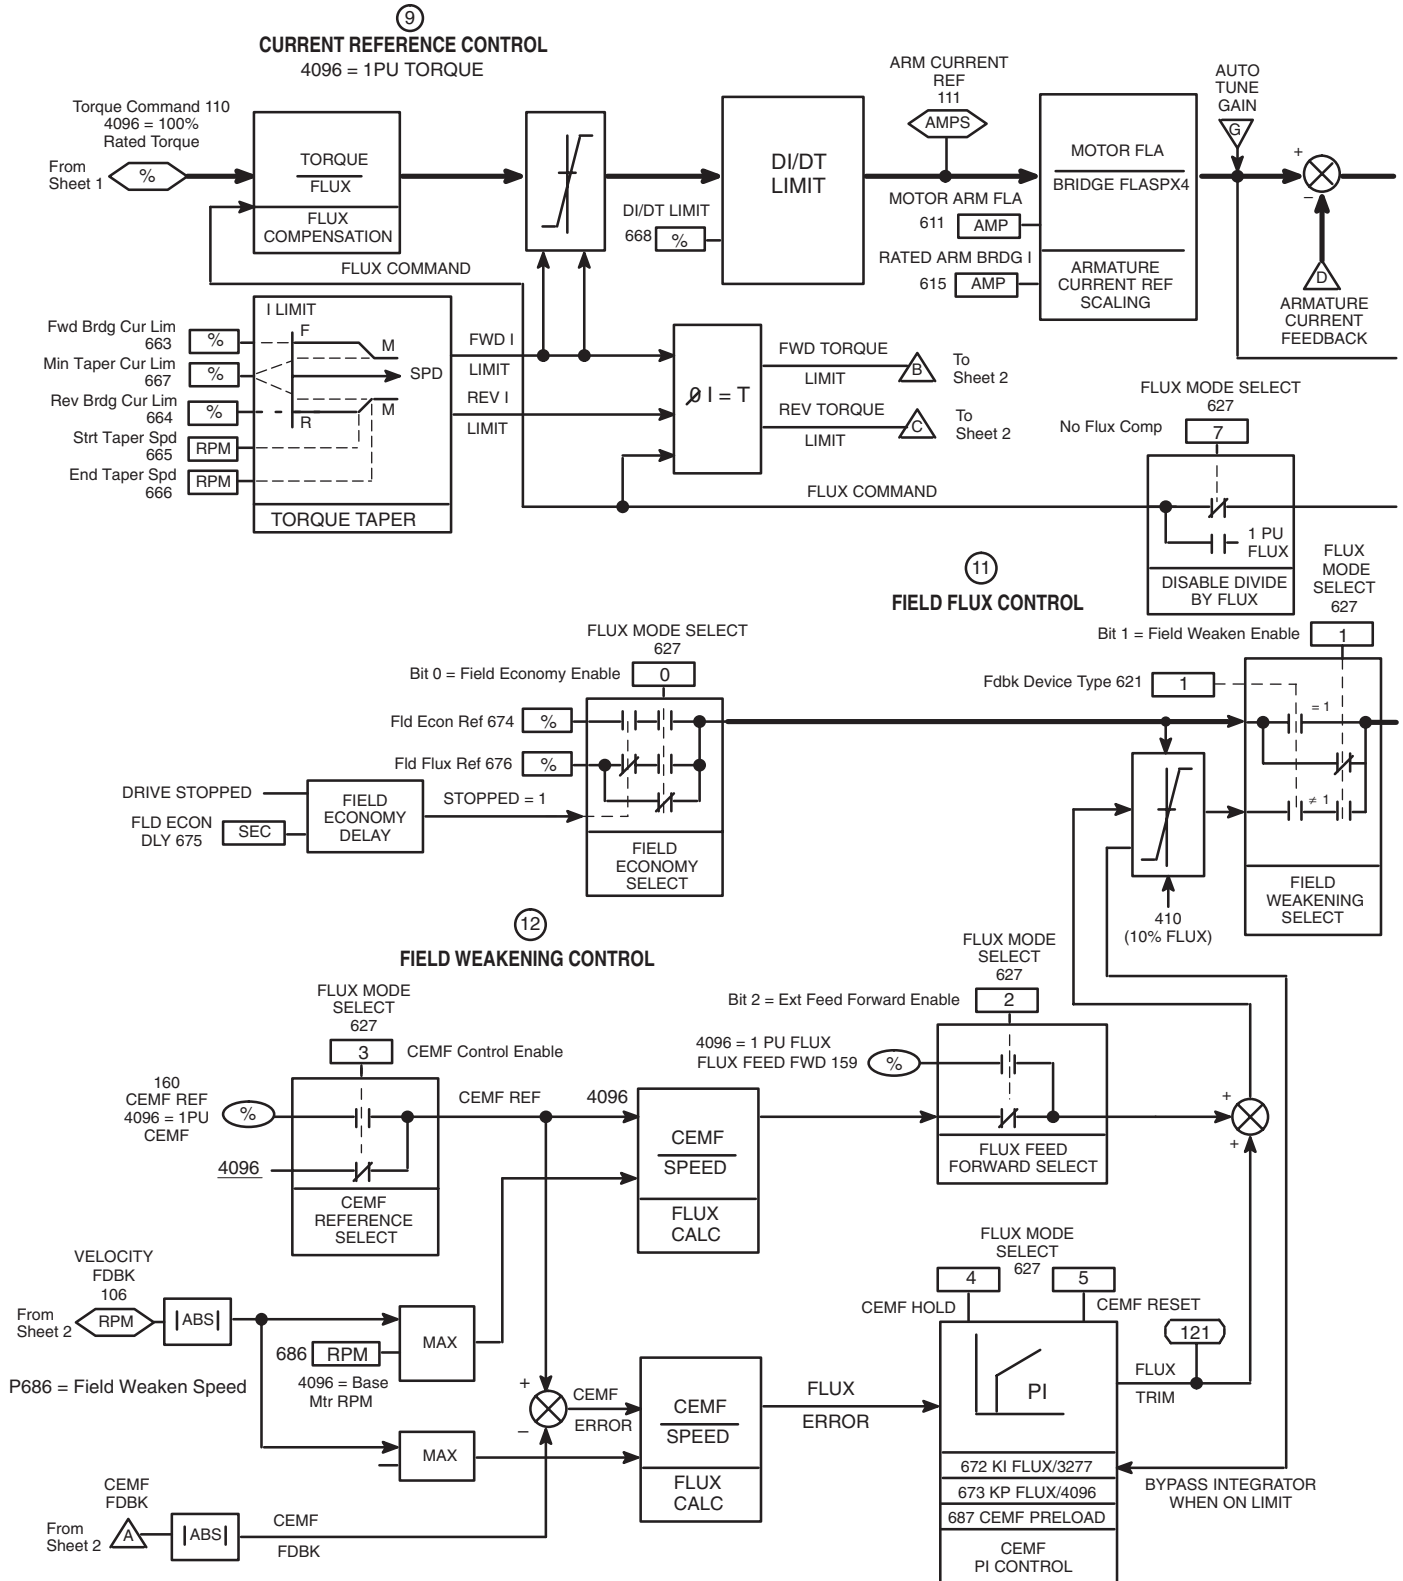 9
CURRENT REFERENCE CONTROL
4096 = 1PU TORQUE
Torque Command 110
4096 = 100%
Rated Torque
From
Sheet 1
%
TORQUE
FLUX
FLUX
COMPENSATION
FLUX COMMAND
DI/DT LIMIT
668
%
DI/DT
LIMIT
ARM CURRENT
REF
111
AMPS
MOTOR ARM FLA
611
AMP
RATED ARM BRDG I
615
AMP
MOTOR FLA
BRIDGE FLASPX4
ARMATURE
CURRENT REF
SCALING
AUTO
TUNE
GAIN
G
+
–
D
ARMATURE
CURRENT
FEEDBACK
I LIMIT
Fwd Brdg Cur Lim
663
%
Min Taper Cur Lim
667
%
Rev Brdg Cur Lim
664
%
Strt Taper Spd
665
RPM
End Taper Spd
666
RPM
F
M
SPD
R
M
TORQUE TAPER
FWD I
LIMIT
REV I
LIMIT
Ø I = T
FWD TORQUE
LIMIT
B
To
Sheet 2
REV TORQUE
LIMIT
C
To
Sheet 2
FLUX COMMAND
FLUX MODE SELECT
627
No Flux Comp
7
1 PU
FLUX
DISABLE DIVIDE
BY FLUX
11
FIELD FLUX CONTROL
FLUX
MODE
SELECT
627
Bit 1 = Field Weaken Enable
1
Fdbk Device Type 621
1
= 1
≠ 1
FIELD
WEAKENING
SELECT
FLUX MODE SELECT
627
Bit 0 = Field Economy Enable
0
Fld Econ Ref 674
%
Fld Flux Ref 676
%
DRIVE STOPPED
FLD ECON
DLY 675
SEC
FIELD
ECONOMY
DELAY
STOPPED = 1
FIELD
ECONOMY
SELECT
410
(10% FLUX)
12
FIELD WEAKENING CONTROL
FLUX MODE
SELECT
627
3
CEMF Control Enable
160
CEMF REF
4096 = 1PU
CEMF
%
4096
CEMF
REFERENCE
SELECT
CEMF REF
4096
CEMF
SPEED
FLUX
CALC
FLUX MODE
SELECT
627
Bit 2 = Ext Feed Forward Enable
2
4096 = 1 PU FLUX
FLUX FEED FWD 159
%
FLUX FEED
FORWARD SELECT
+
+
VELOCITY
FDBK
106
From
Sheet 2
RPM
|ABS|
686
RPM
4096 = Base
Mtr RPM
MAX
P686 = Field Weaken Speed
MAX
+
–
CEMF
ERROR
CEMF
SPEED
FLUX
CALC
FLUX
ERROR
FLUX MODE
SELECT
627
4
5
CEMF HOLD
CEMF RESET
PI
121
FLUX
TRIM
672 KI FLUX/3277
673 KP FLUX/4096
687 CEMF PRELOAD
CEMF
PI CONTROL
BYPASS INTEGRATOR
WHEN ON LIMIT
CEMF
FDBK
From
Sheet 2
A
|ABS|
CEMF
FDBK